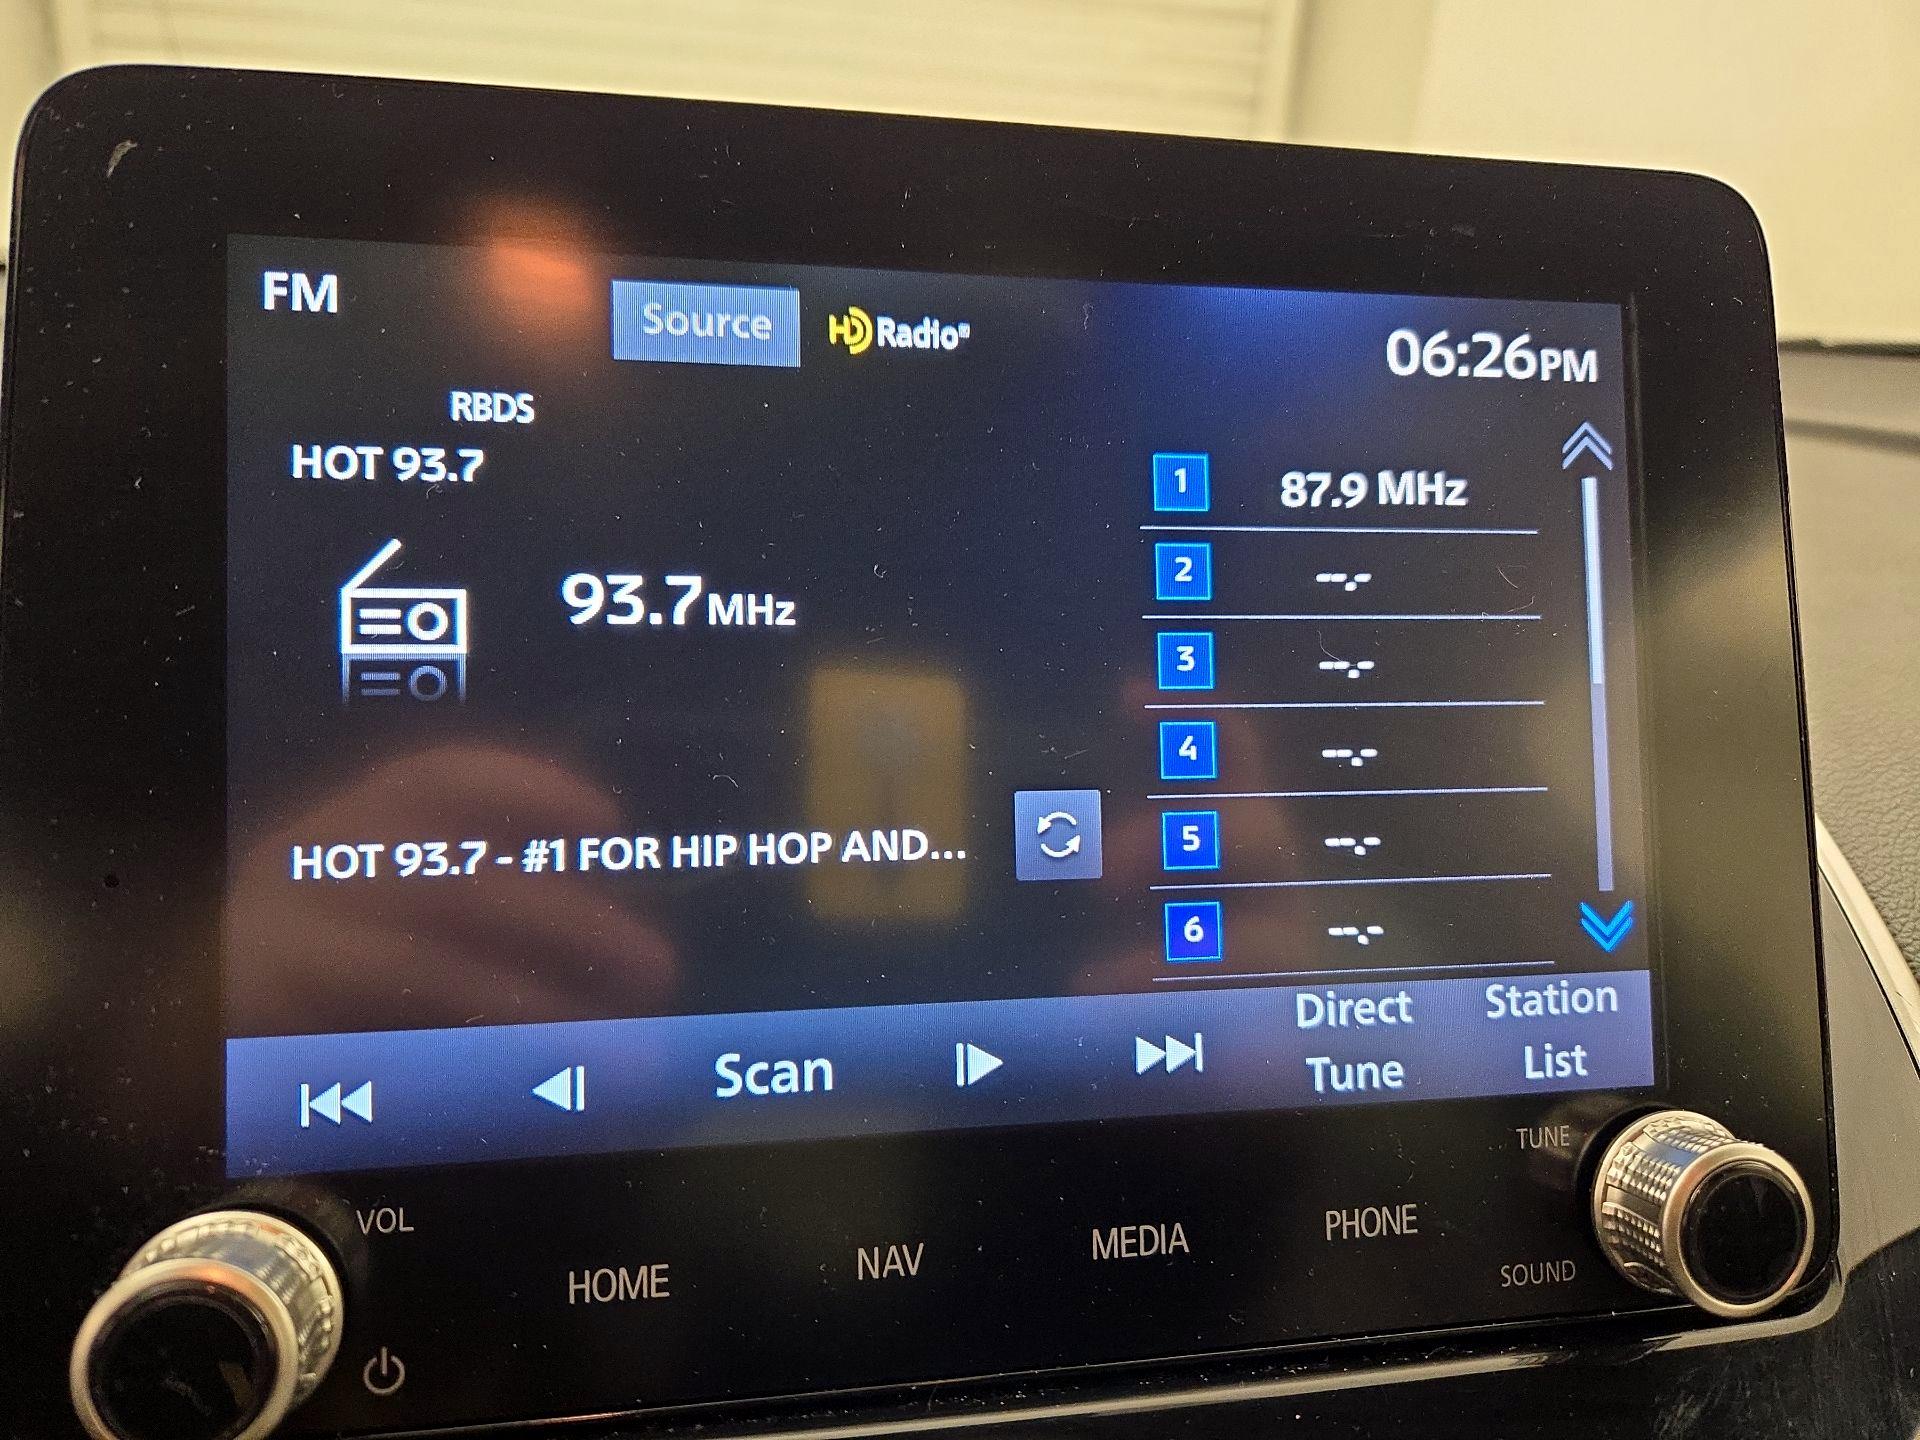 FM
Source
HD Radio
06:26PM
RBDS
HOT 93.7
93.7MHz
HOT 93.7 - #1 FOR HIP HOP AND...
1 87.9 MHz
2 --.-
3 --.-
4 --.-
5 --.-
6 --.-
Scan
Direct
Tune
Station
List
VOL
HOME
NAV
MEDIA
PHONE
TUNE
SOUND